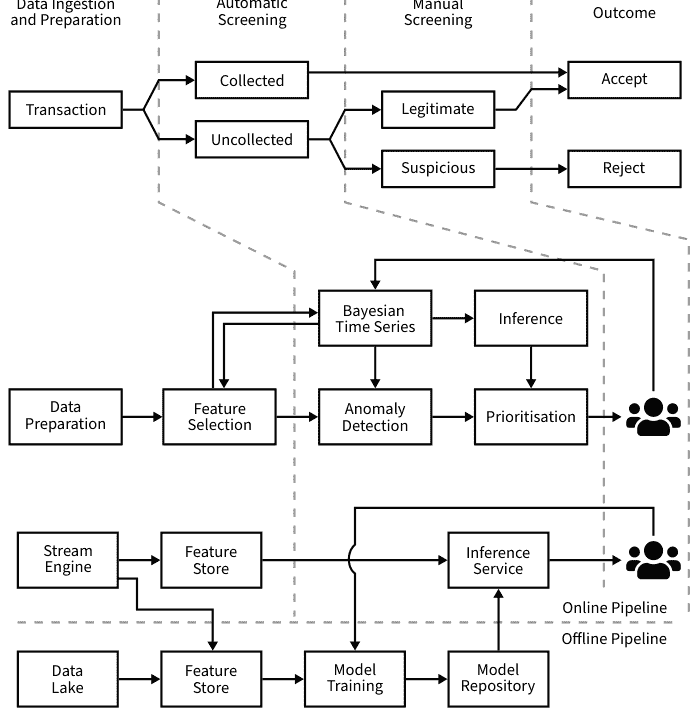 Data Ingestion
and Preparation
Automatic
Screening
Manual
Screening
Outcome
Transaction
Collected
Uncollected
Legitimate
Suspicious
Accept
Reject
Bayesian
Time Series
Inference
Data
Preparation
Feature
Selection
Anomaly
Detection
Prioritisation
Stream
Engine
Feature
Store
Inference
Service
Online Pipeline
Offline Pipeline
Data
Lake
Feature
Store
Model
Training
Model
Repository